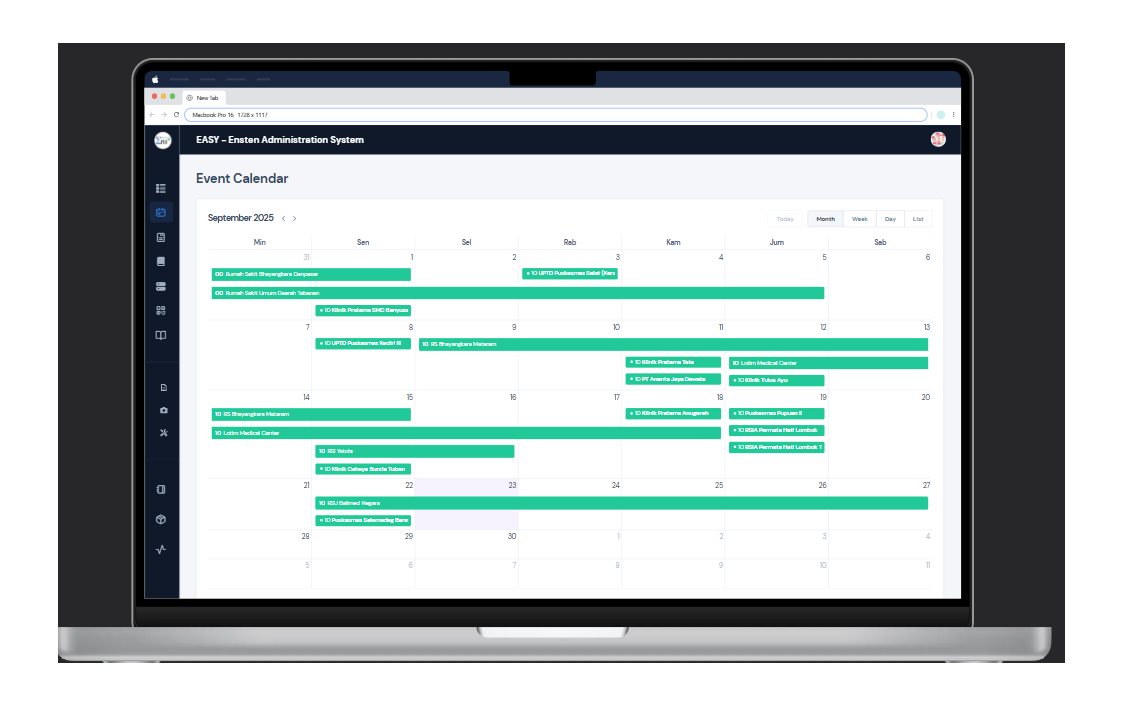 New Tab
Macbook Pro 16 1728 x 1117
EASY - Ensten Administration System
Event Calendar
September 2025 < >
Today Month Week Day List
Min Sen Sel Rab Kam Jum Sab
31 1 2 3 4 5 6
00 Rumah Sakit Bhayangkara Denpasar
10 UPTD Puskesmas Selat (Kara
00 Rumah Sakit Umum Daerah Tabanan
10 Klinik Pratama SMC Banyuwa
7 8 9 10 11 12 13
10 UPTD Puskesmas Kediri III
10 RS Bhayangkara Mataram
10 Klinik Pratama Teta
10 Lotim Medical Center
10 PT Ananta Jaya Dewata
10 Klinik Tulus Ayu
14 15 16 17 18 19 20
10 RS Bhayangkara Mataram
10 Klinik Pratama Anugerah
10 Puskesmas Pupuan II
10 Lotim Medical Center
10 RSIA Permata Hati Lombok
10 RSIA Permata Hati Lombok T
10 RSI
10 Klinik Cahaya Bunda Tuban
21 22 23 24 25 26 27
10 RSU Balimed Negara
10 Puskesmas Selemadeg Bara
28 29 30 1 2 3 4
5 6 7 8 9 10 11